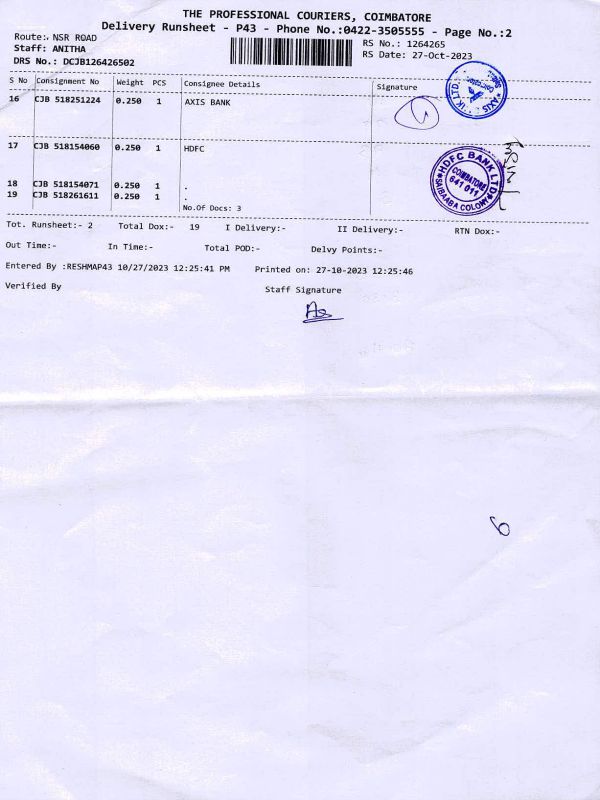 THE PROFESSIONAL COURIERS, COIMBATORE
Delivery Runsheet - P43 - Phone No.:0422-3505555 - Page No.:2
Route:. NSR ROAD
RS No.: 1264265
Staff: ANITHA
RS Date: 27-Oct-2023
DRS No.: DCJB126426502
S No Consignment No Weight PCS Consignee Details Signature
16 CJB 518251224 0.250 1 AXIS BANK
AXIS
LTD.
17 CJB 518154060 0.250 1 HDFC
HDFC BANK LTD
COIMBATORE
641 011
SAIBAABA COLONY
18 CJB 518154071 0.250 1 .
19 CJB 518261611 0.250 1 .
No.Of Docs: 3
Tot. Runsheet:- 2 Total Dox:- 19 I Delivery:- II Delivery:- RTN Dox:-
Out Time:- In Time:- Total POD:- Delvy Points:-
Entered By :RESHMAP43 10/27/2023 12:25:41 PM Printed on: 27-10-2023 12:25:46
Verified By Staff Signature